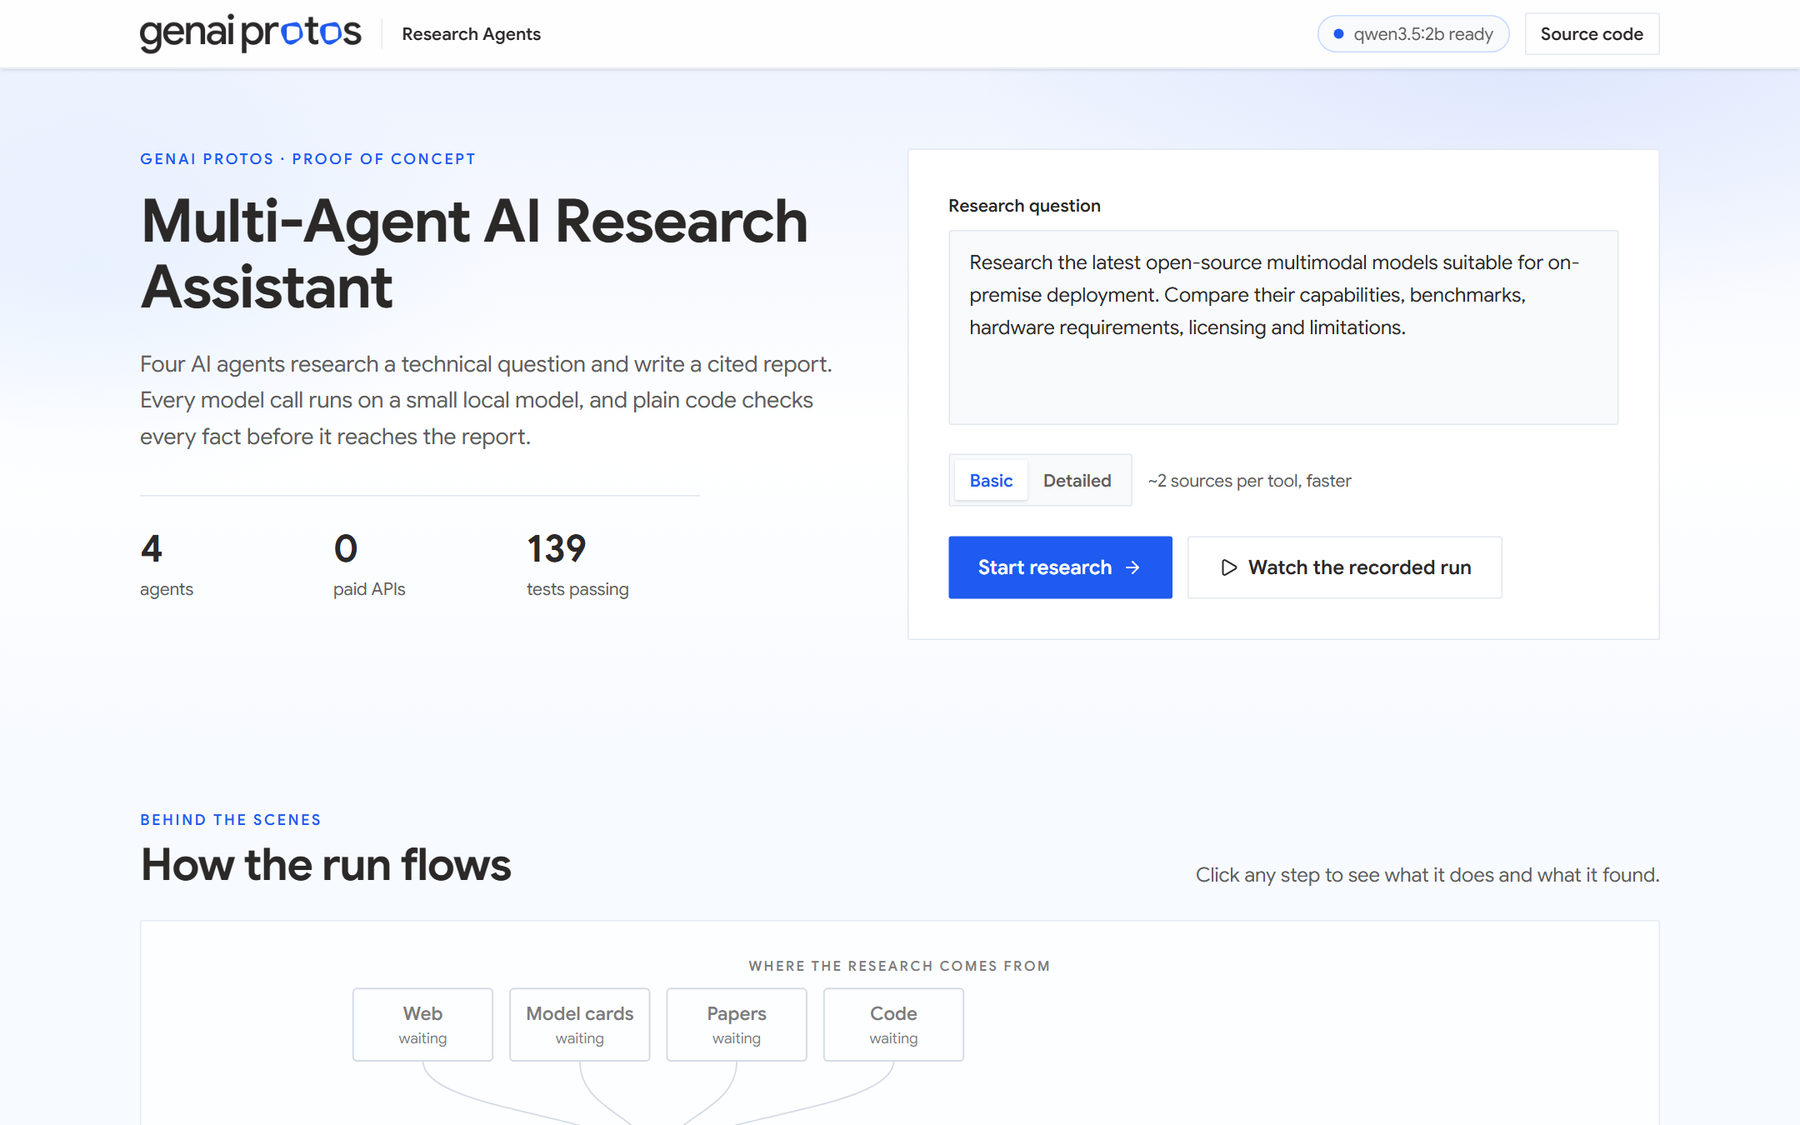 genai protos
Research Agents
qwen3.5:2b ready
Source code
GENAI PROTOS · PROOF OF CONCEPT
Multi-Agent AI Research
Assistant
Four AI agents research a technical question and write a cited report.
Every model call runs on a small local model, and plain code checks
every fact before it reaches the report.
4
agents
0
paid APIs
139
tests passing
Research question
Research the latest open-source multimodal models suitable for on-
premise deployment. Compare their capabilities, benchmarks,
hardware requirements, licensing and limitations.
Basic
Detailed
~2 sources per tool, faster
Start research →
Watch the recorded run
BEHIND THE SCENES
How the run flows
Click any step to see what it does and what it found.
WHERE THE RESEARCH COMES FROM
Web
waiting
Model cards
waiting
Papers
waiting
Code
waiting